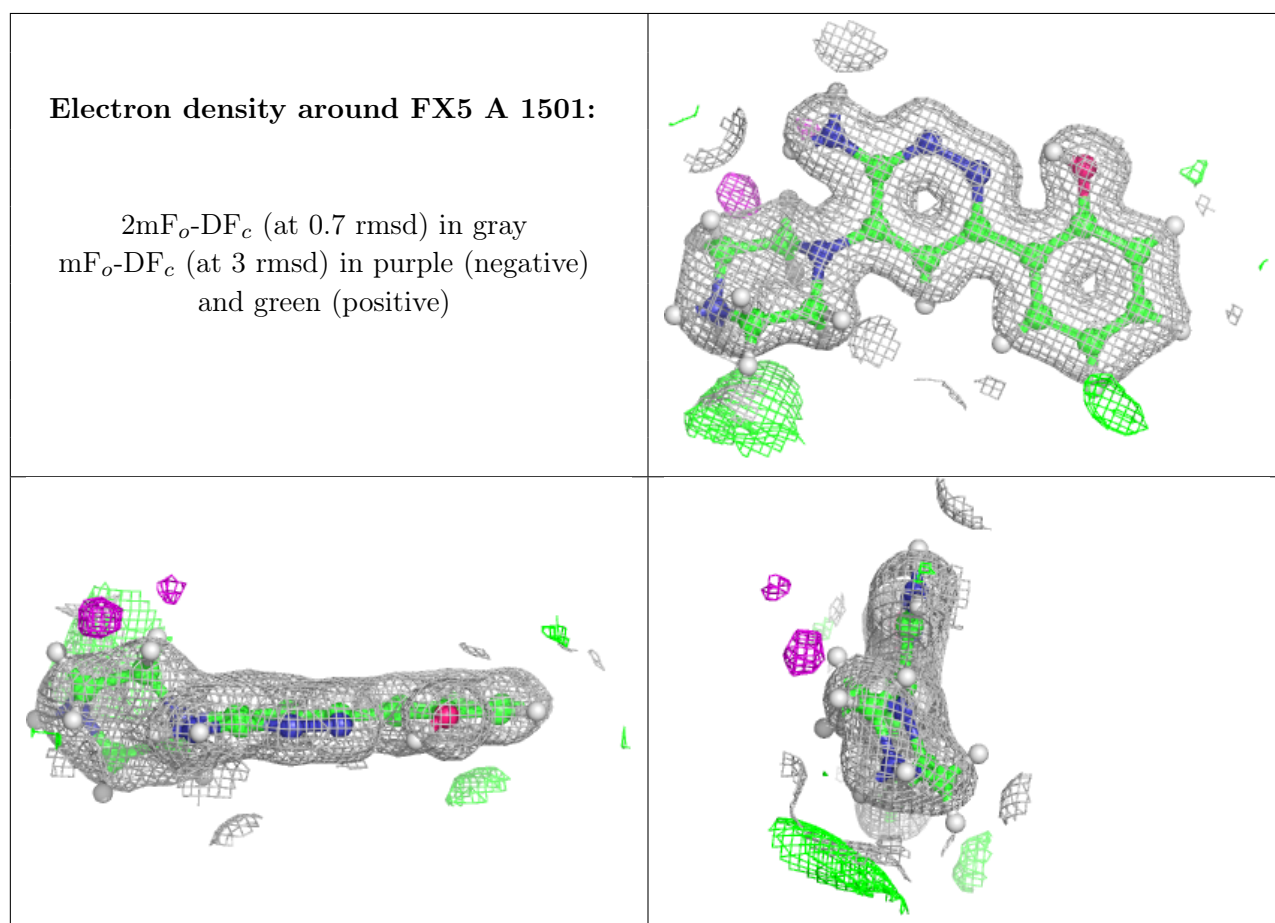 Electron density around FX5 A 1501:
2mFₒ-DF𝑐 (at 0.7 rmsd) in gray
mFₒ-DF𝑐 (at 3 rmsd) in purple (negative)
and green (positive)